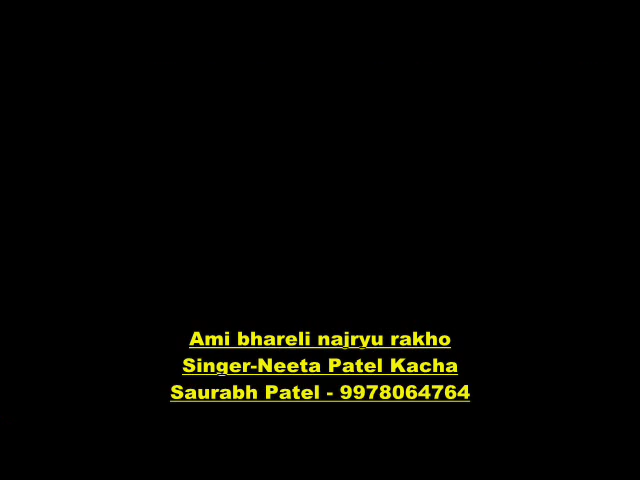 Ami bhareli najryu rakho
Singer-Neeta Patel Kacha
Saurabh Patel - 9978064764